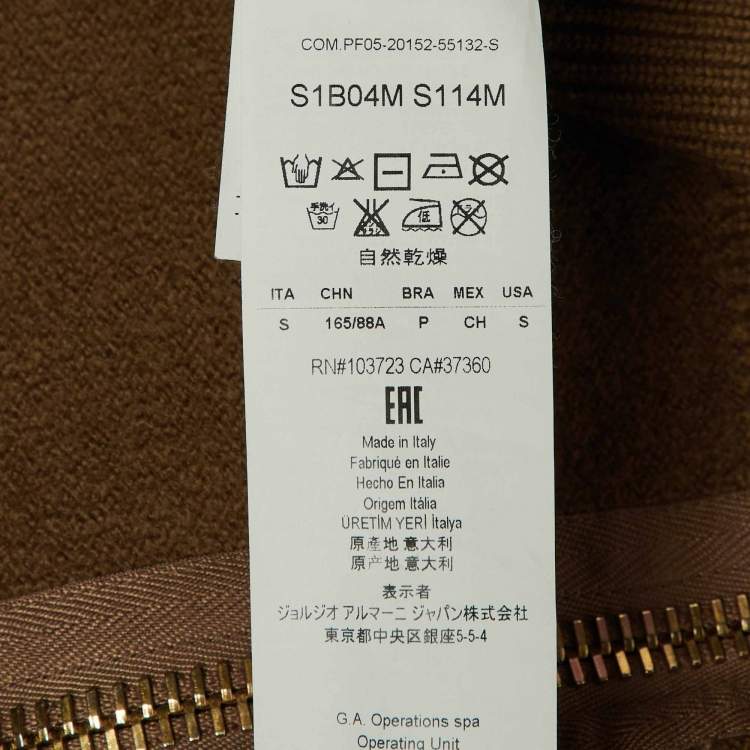 COM.PF05-20152-55132-S
S1B04M S114M
手洗イ
30
低
自然乾燥
ITA CHN BRA MEX USA
S 165/88A P CH S
RN#103723 CA#37360
EAC
Made in Italy
Fabriqué en Italie
Hecho En Italia
Origem Itália
ÜRETİM YERİ İtalya
原產地 意大利
原产地 意大利
表示者
ジョルジオ アルマーニ ジャパン株式会社
東京都中央区銀座5-5-4
G.A. Operations spa
Operating Unit